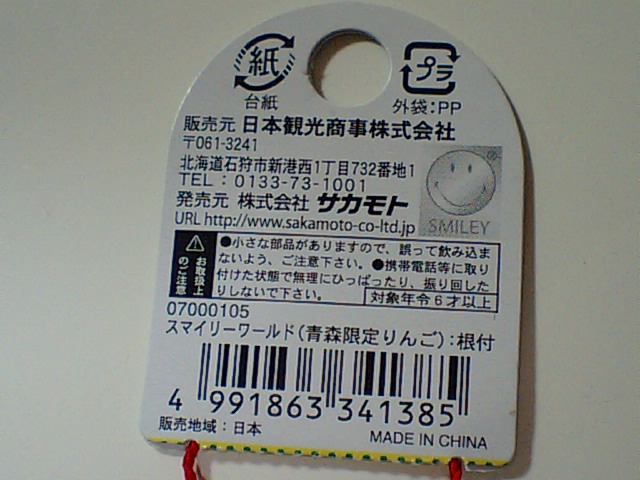 紙
台紙
プラ
外袋:PP
販売元 日本観光商事株式会社
〒061-3241
北海道石狩市新港西1丁目732番地1
TEL：0133-73-1001
発売元 株式会社 サカモト
URL http://www.sakamoto-co-ltd.jp
SMILEY
お取扱上のご注意
●小さな部品がありますので、誤って飲み込ま
ないよう、ご注意下さい。●携帯電話等に取り
付けた状態で無理にひっぱったり、振り回した
りしないで下さい。
対象年令6才以上
07000105
スマイリーワールド(青森限定りんご):根付
4 991863 341385
販売地域：日本
MADE IN CHINA